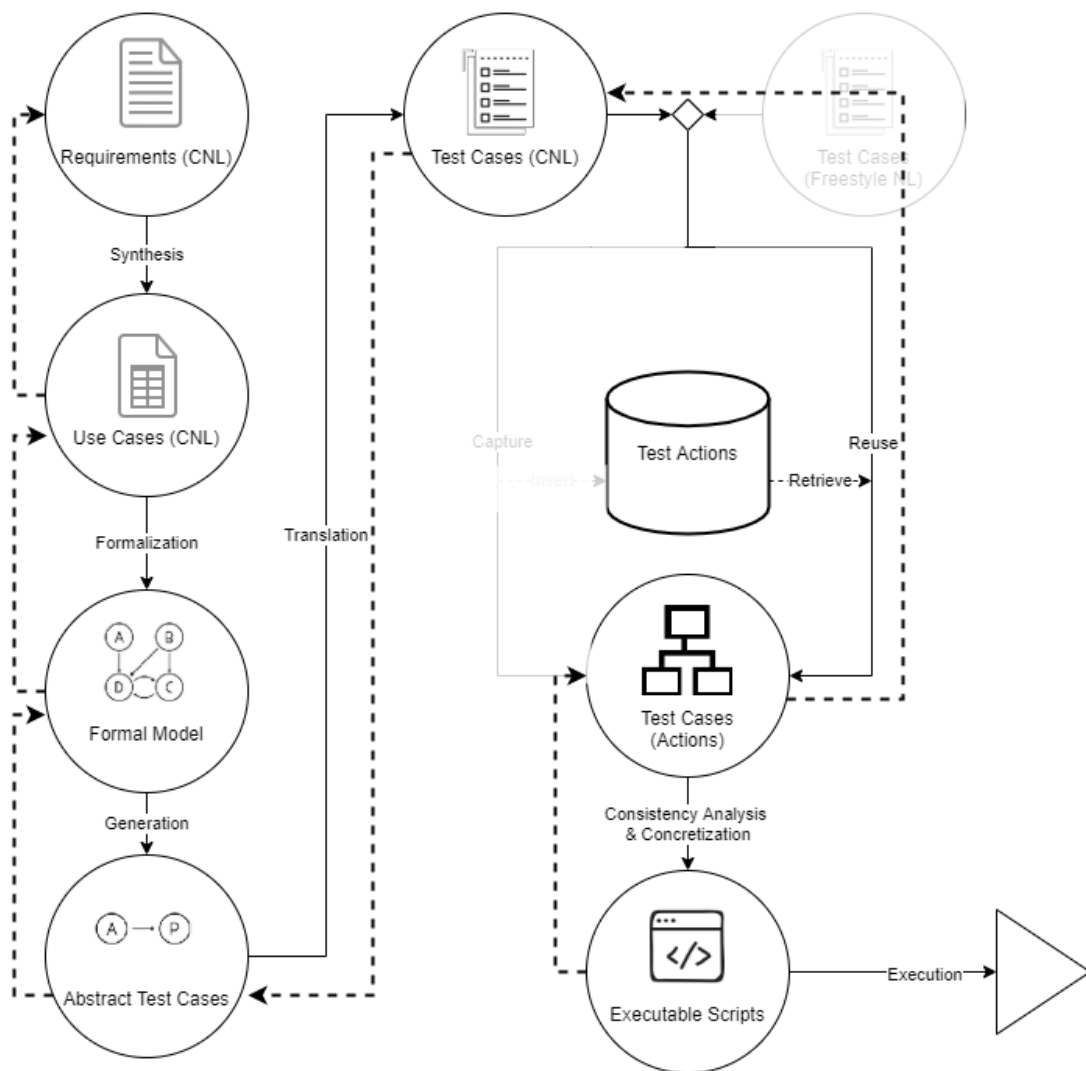 Requirements (CNL)
Synthesis
Use Cases (CNL)
Formalization
A
B
D
C
Formal Model
Generation
A
P
Abstract Test Cases
Translation
Test Cases (CNL)
Test Cases
(Freestyle NL)
Capture
Insert
Test Actions
Retrieve
Reuse
Test Cases
(Actions)
Consistency Analysis
& Concretization
</>
Executable Scripts
Execution